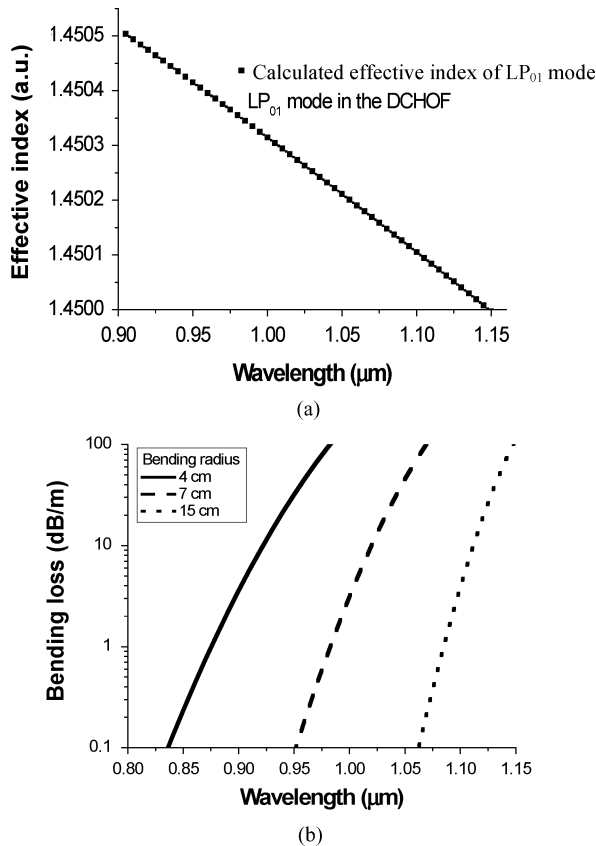 1.4505
1.4504
1.4503
1.4502
1.4501
1.4500
Effective index (a.u.)
Calculated effective index of LP01 mode
LP01 mode in the DCHOF
0.90 0.95 1.00 1.05 1.10 1.15
Wavelength (µm)
(a)
100
10
1
0.1
Bending loss (dB/m)
Bending radius
4 cm
7 cm
15 cm
0.80 0.85 0.90 0.95 1.00 1.05 1.10 1.15
Wavelength (µm)
(b)